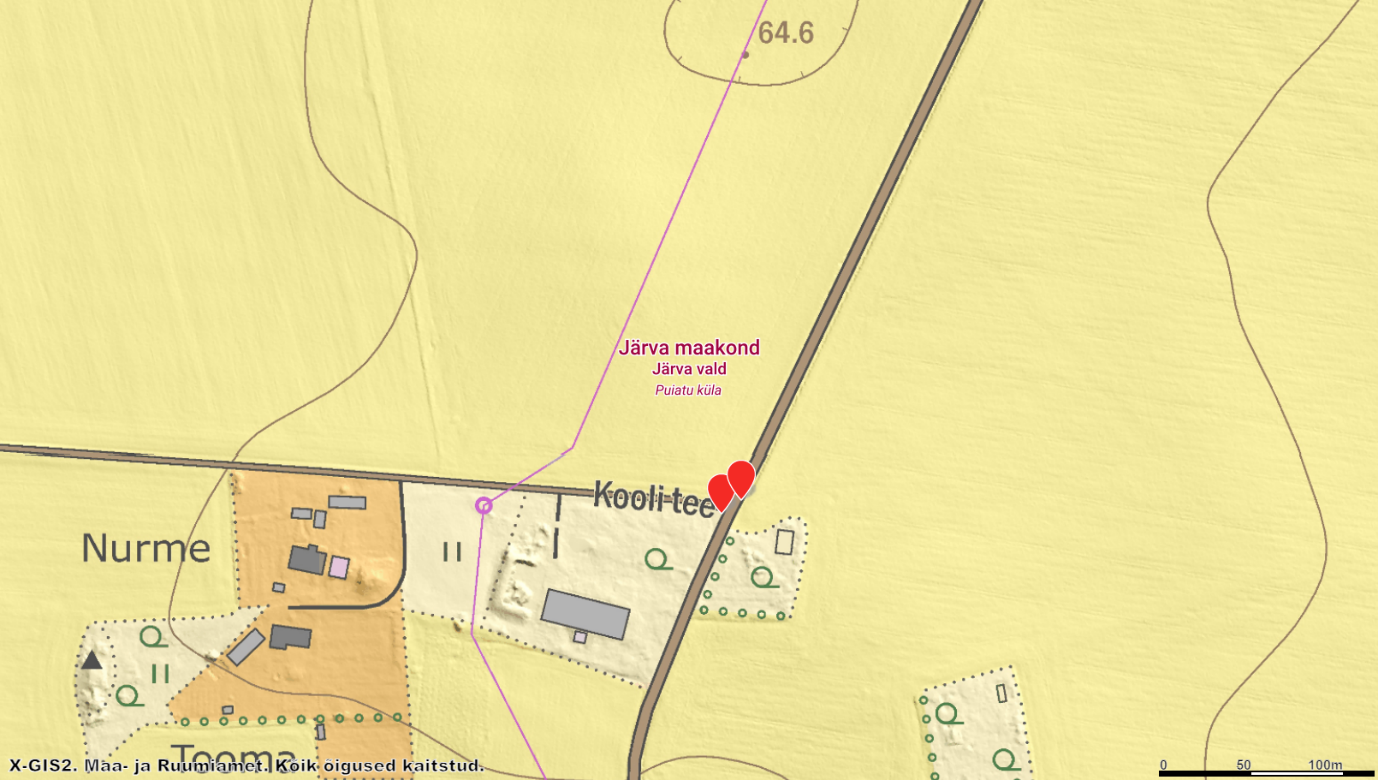 64.6
Järva maakond
Järva vald
Puiatu küla
Kooli tee
Nurme
Tooma
X-GIS2. Maa- ja Ruumiamet. Kõik õigused kaitstud.
0 50 100m